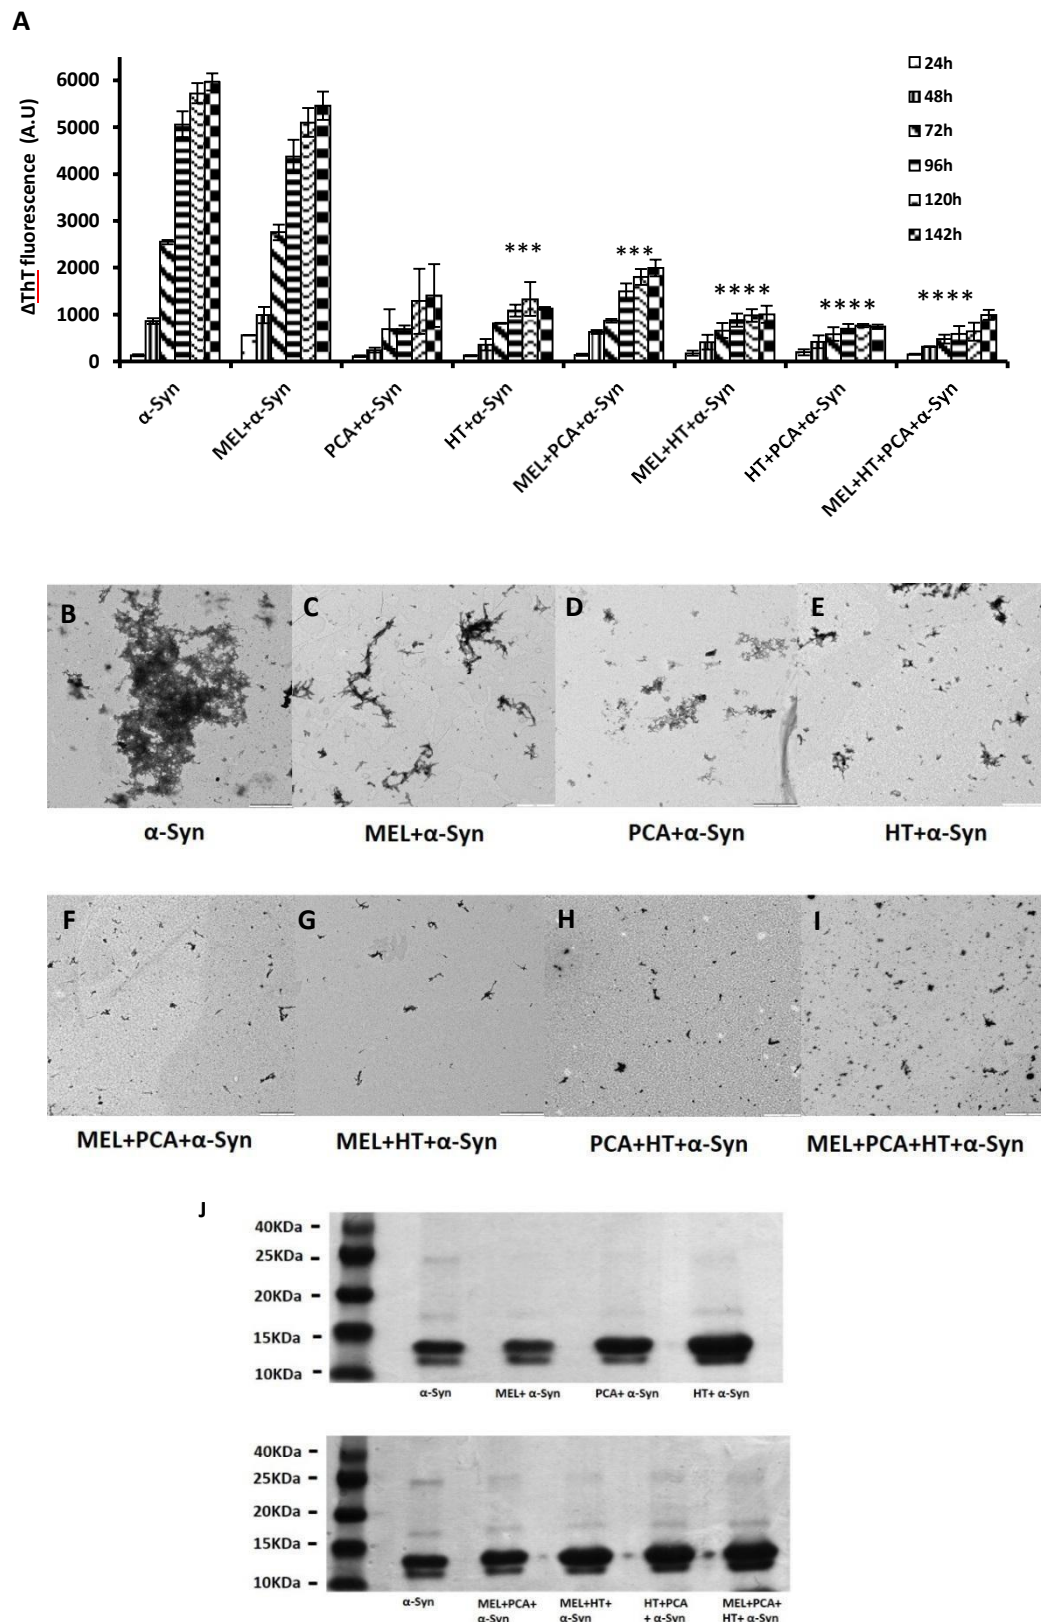 A
24h
48h
72h
96h
120h
142h
6000
5000
4000
3000
2000
1000
0
ΔThT fluorescence (A.U)
***
***
****
****
****
α-Syn
MEL+α-Syn
PCA+α-Syn
HT+α-Syn
MEL+PCA+α-Syn
MEL+HT+α-Syn
HT+PCA+α-Syn
MEL+HT+PCA+α-Syn
B
C
D
E
α-Syn
MEL+α-Syn
PCA+α-Syn
HT+α-Syn
F
G
H
I
MEL+PCA+α-Syn
MEL+HT+α-Syn
PCA+HT+α-Syn
MEL+PCA+HT+α-Syn
J
40KDa
25KDa
20KDa
15KDa
10KDa
α-Syn
MEL+ α-Syn
PCA+ α-Syn
HT+ α-Syn
40KDa
25KDa
20KDa
15KDa
10KDa
α-Syn
MEL+PCA+
α-Syn
MEL+HT+
α-Syn
HT+PCA
+ α-Syn
MEL+PCA+
HT+ α-Syn